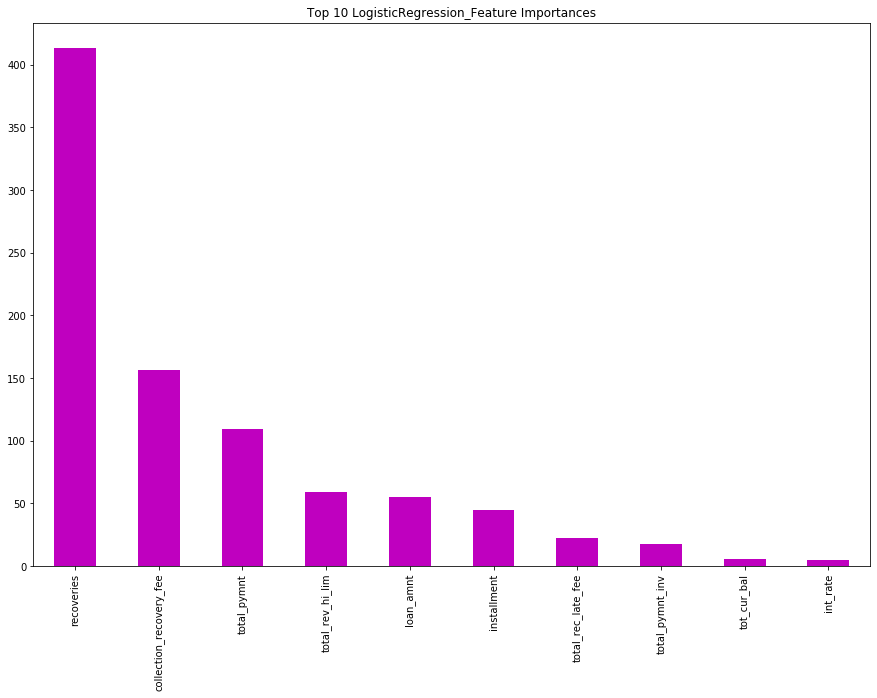 Top 10 LogisticRegression_Feature Importances
400
350
300
250
200
150
100
50
0
recoveries
collection_recovery_fee
total_pymnt
total_rev_hi_lim
loan_amnt
installment
total_rec_late_fee
total_pymnt_inv
tot_cur_bal
int_rate